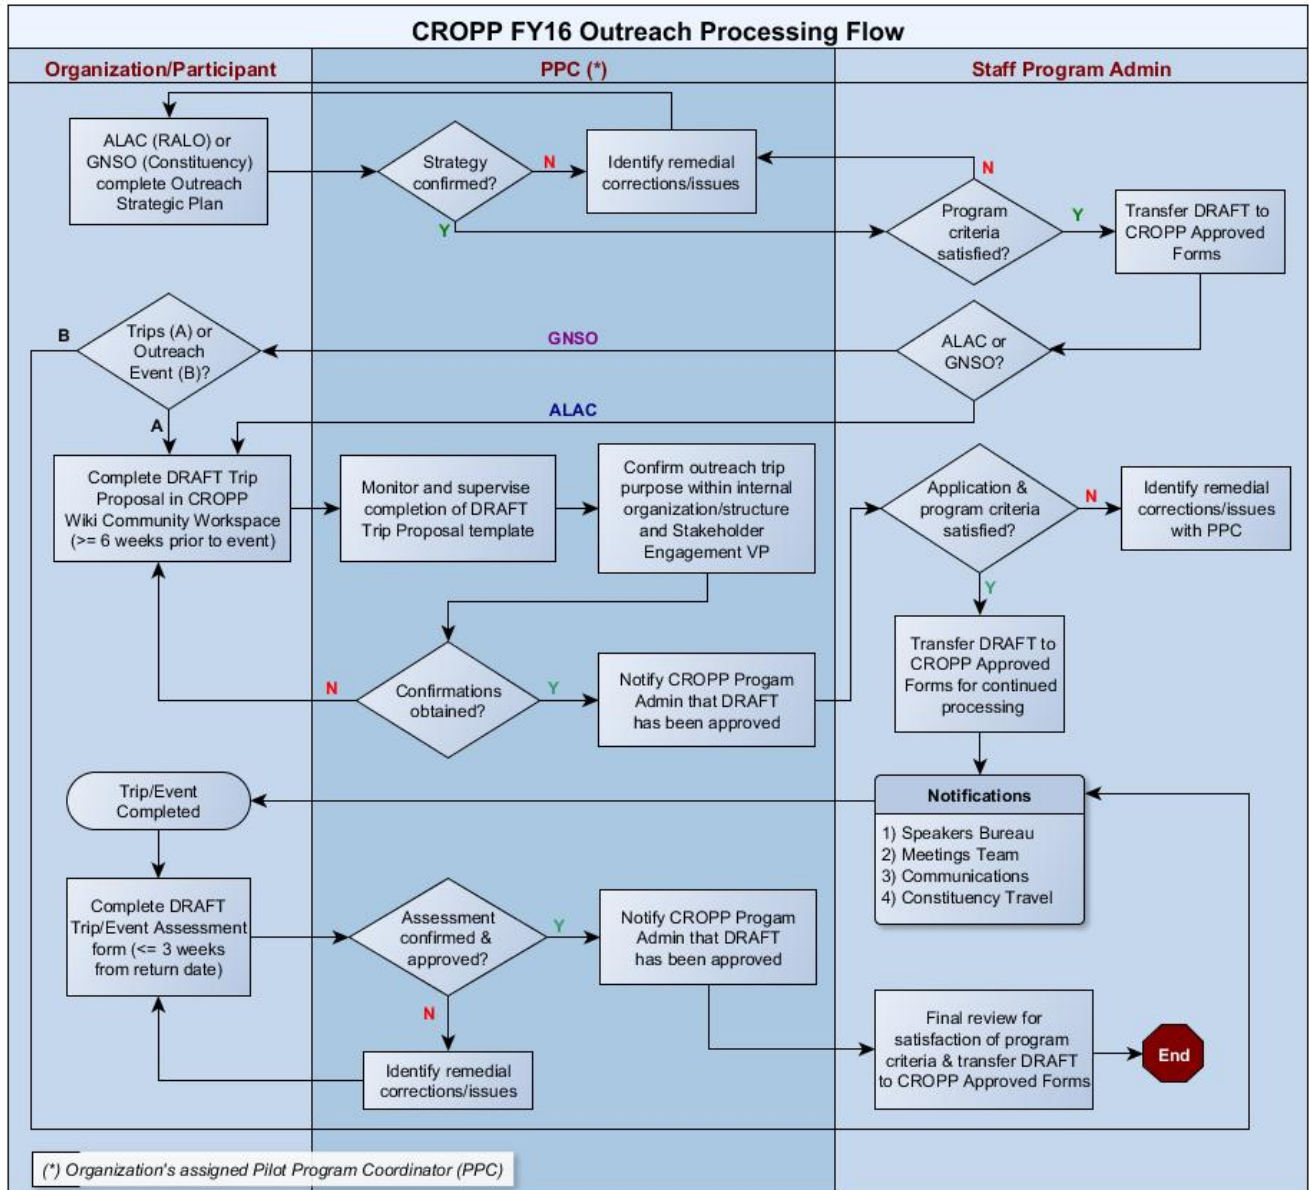 CROPP FY16 Outreach Processing Flow
Organization/Participant
PPC (*)
Staff Program Admin
ALAC (RALO) or
GNSO (Constituency)
complete Outreach
Strategic Plan
Strategy
confirmed?
N
Y
Identify remedial
corrections/issues
N
Program
criteria
satisfied?
Y
Transfer DRAFT to
CROPP Approved
Forms
B
Trips (A) or
Outreach
Event (B)?
A
GNSO
ALAC or
GNSO?
ALAC
Complete DRAFT Trip
Proposal in CROPP
Wiki Community Workspace
(>= 6 weeks prior to event)
Monitor and supervise
completion of DRAFT
Trip Proposal template
Confirm outreach trip
purpose within internal
organization/structure
and Stakeholder
Engagement VP
Application &
program criteria
satisfied?
N
Y
Identify remedial
corrections/issues
with PPC
N
Confirmations
obtained?
Y
Notify CROPP Progam
Admin that DRAFT
has been approved
Transfer DRAFT to
CROPP Approved
Forms for continued
processing
Trip/Event
Completed
Notifications
1) Speakers Bureau
2) Meetings Team
3) Communications
4) Constituency Travel
Complete DRAFT
Trip/Event Assessment
form (<= 3 weeks
from return date)
Assessment
confirmed &
approved?
Y
N
Notify CROPP Progam
Admin that DRAFT
has been approved
Identify remedial
corrections/issues
Final review for
satisfaction of program
criteria & transfer DRAFT
to CROPP Approved Forms
End
(*) Organization's assigned Pilot Program Coordinator (PPC)